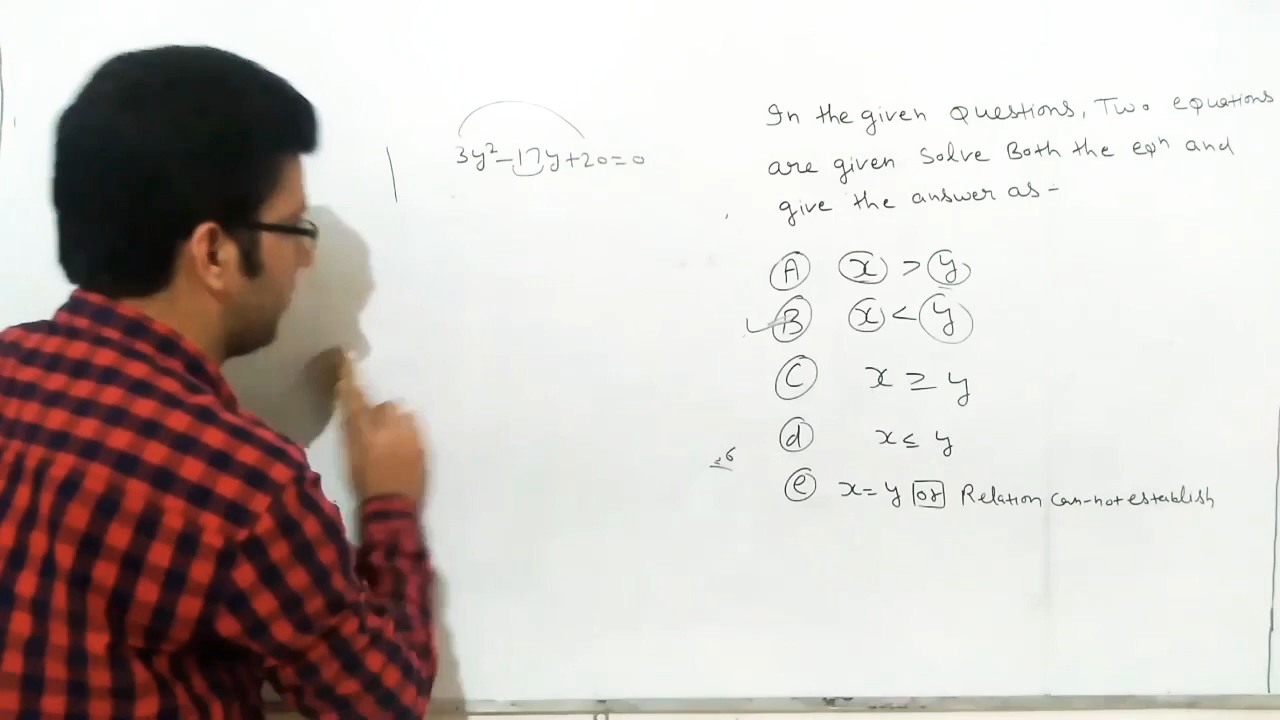 3y²-17y+20=0
In the given Questions, Two equations
are given Solve Both the eqn and
give the answer as-
A x > y
B x < y
C x ≥ y
d x ≤ y
e x=y or Relation can-not establish